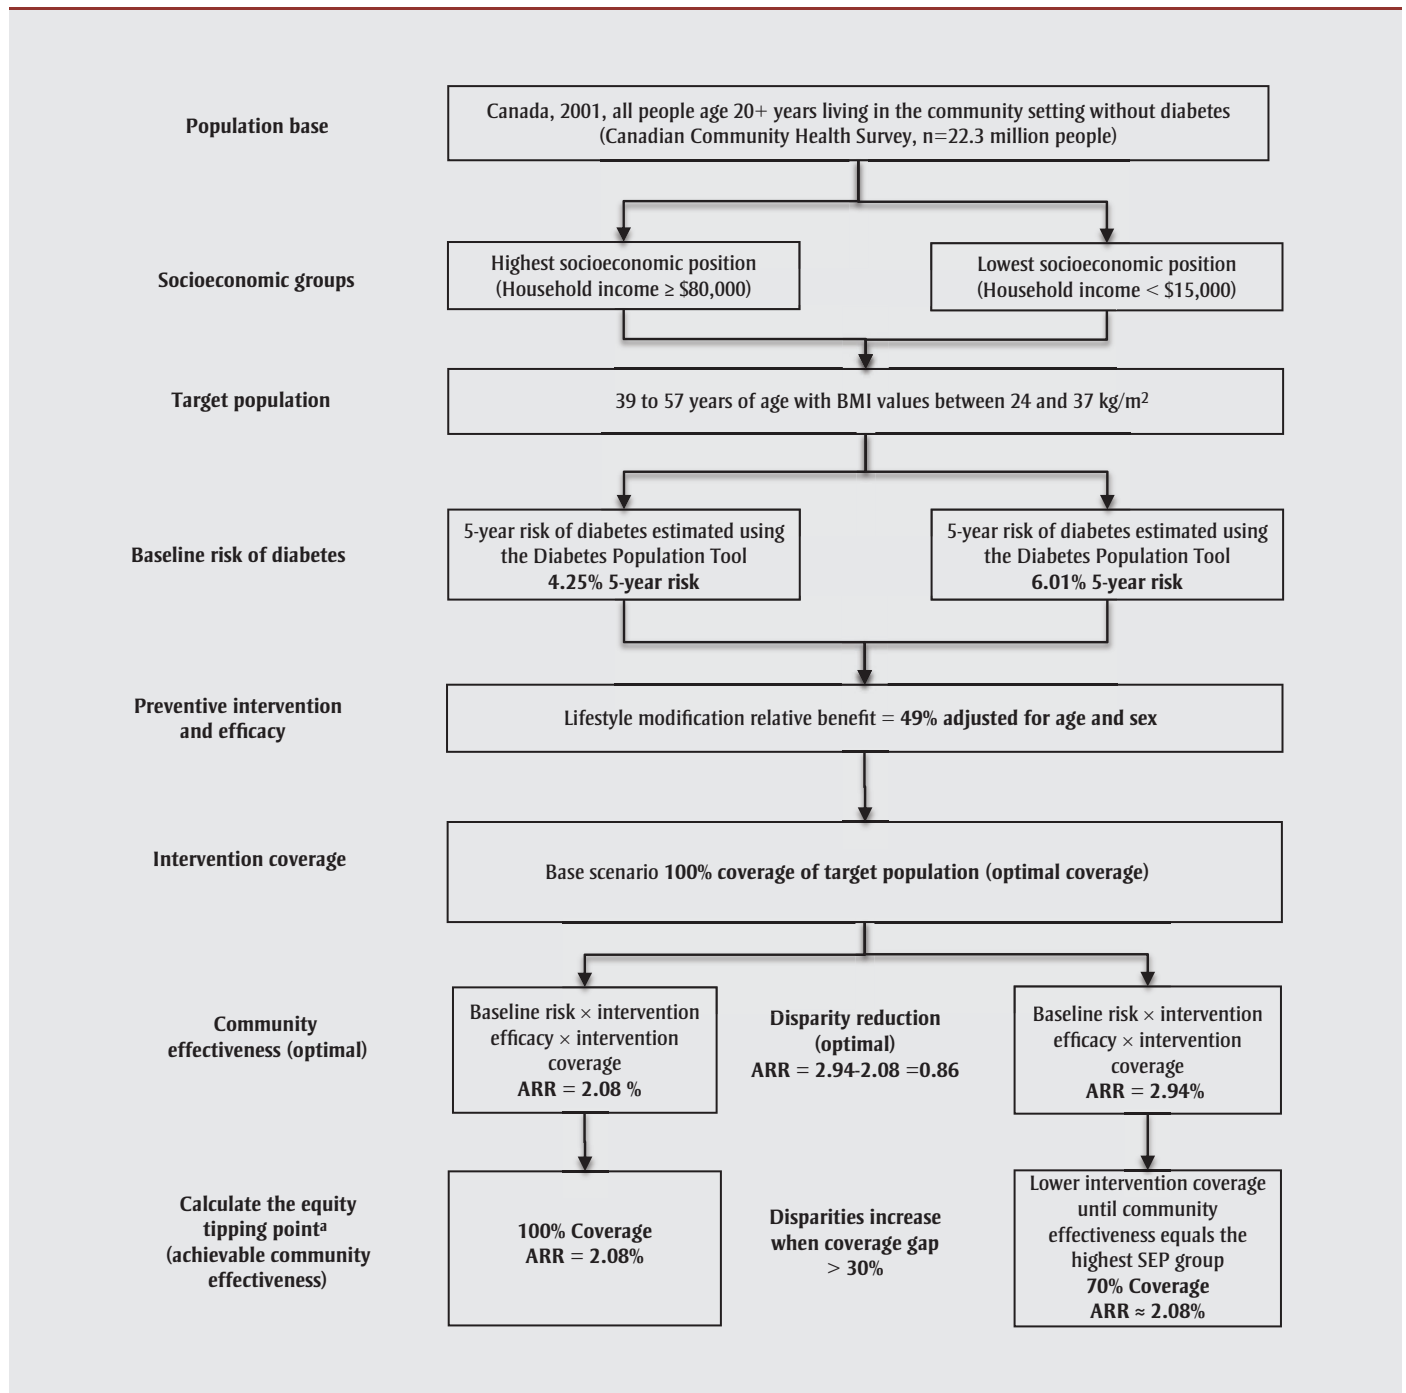 Population base
Canada, 2001, all people age 20+ years living in the community setting without diabetes
(Canadian Community Health Survey, n=22.3 million people)
Socioeconomic groups
Highest socioeconomic position
(Household income ≥ $80,000)
Lowest socioeconomic position
(Household income < $15,000)
Target population
39 to 57 years of age with BMI values between 24 and 37 kg/m²
Baseline risk of diabetes
5-year risk of diabetes estimated using
the Diabetes Population Tool
4.25% 5-year risk
5-year risk of diabetes estimated using
the Diabetes Population Tool
6.01% 5-year risk
Preventive intervention
and efficacy
Lifestyle modification relative benefit = 49% adjusted for age and sex
Intervention coverage
Base scenario 100% coverage of target population (optimal coverage)
Community
effectiveness (optimal)
Baseline risk × intervention
efficacy × intervention
coverage
ARR = 2.08 %
Disparity reduction
(optimal)
ARR = 2.94-2.08 =0.86
Baseline risk × intervention
efficacy × intervention
coverage
ARR = 2.94%
Calculate the equity
tipping pointᵃ
(achievable community
effectiveness)
100% Coverage
ARR = 2.08%
Disparities increase
when coverage gap
> 30%
Lower intervention coverage
until community
effectiveness equals the
highest SEP group
70% Coverage
ARR ≈ 2.08%